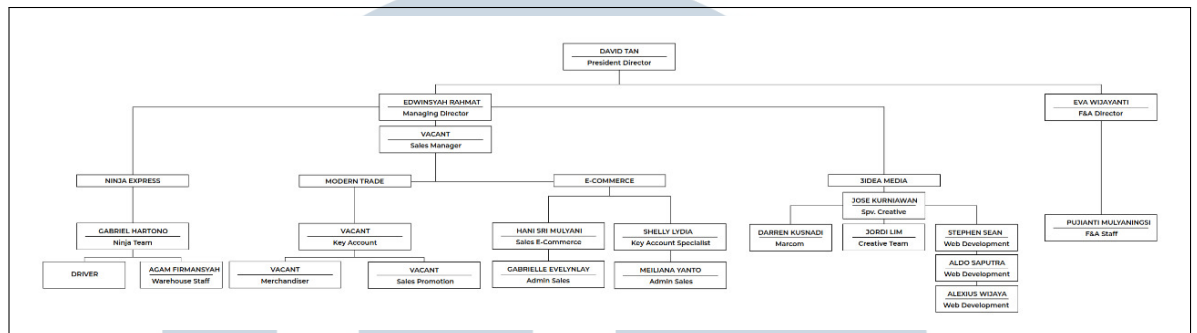 DAVID TAN
President Director
EDWINSYAH RAHMAT
Managing Director
EVA WIJAYANTI
F&A Director
VACANT
Sales Manager
NINJA EXPRESS
MODERN TRADE
E-COMMERCE
3IDEA MEDIA
JOSE KURNIAWAN
Spv. Creative
GABRIEL HARTONO
Ninja Team
VACANT
Key Account
HANI SRI MULYANI
Sales E-Commerce
SHELLY LYDIA
Key Account Specialist
DARREN KUSNADI
Marcom
JORDI LIM
Creative Team
STEPHEN SEAN
Web Development
PUJIANTI MULYANINGSI
F&A Staff
DRIVER
AGAM FIRMANSYAH
Warehouse Staff
VACANT
Merchandiser
VACANT
Sales Promotion
GABRIELLE EVELYNLAY
Admin Sales
MEILIANA YANTO
Admin Sales
ALDO SAPUTRA
Web Development
ALEXIUS WIJAYA
Web Development